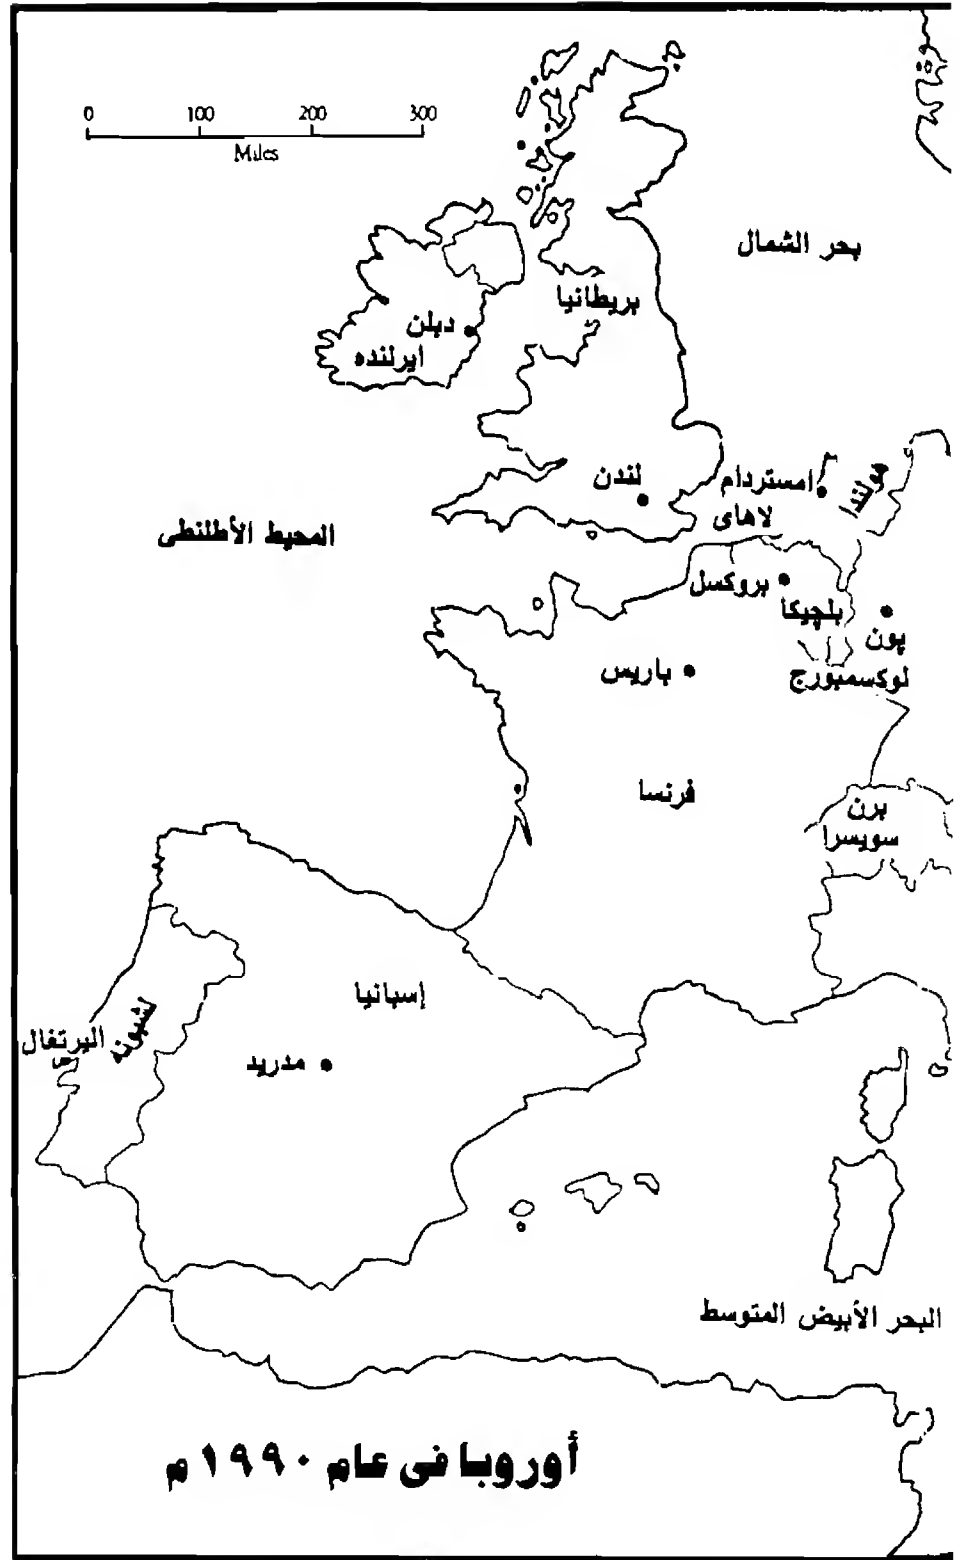 0 100 200 300
Miles
بحر الشمال
بريطانيا
دبلن
ايرلنده
لندن
امستردام
هولندا
لاهاى
المحيط الأطلنطى
بروكسل
بلچيكا
پون
لوكسمبورج
باريس
فرنسا
برن
سويسرا
إسبانيا
لشبونه
البرتغال
مدريد
البحر الأبيض المتوسط
أوروبا فى عام ١٩٩٠م